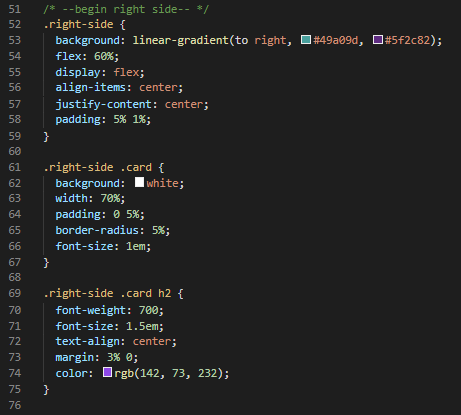 51 /* --begin right side-- */
52 .right-side {
53 background: linear-gradient(to right, #49a09d, #5f2c82);
54 flex: 60%;
55 display: flex;
56 align-items: center;
57 justify-content: center;
58 padding: 5% 1%;
59 }
60
61 .right-side .card {
62 background: white;
63 width: 70%;
64 padding: 0 5%;
65 border-radius: 5%;
66 font-size: 1em;
67 }
68
69 .right-side .card h2 {
70 font-weight: 700;
71 font-size: 1.5em;
72 text-align: center;
73 margin: 3% 0;
74 color: rgb(142, 73, 232);
75 }
76